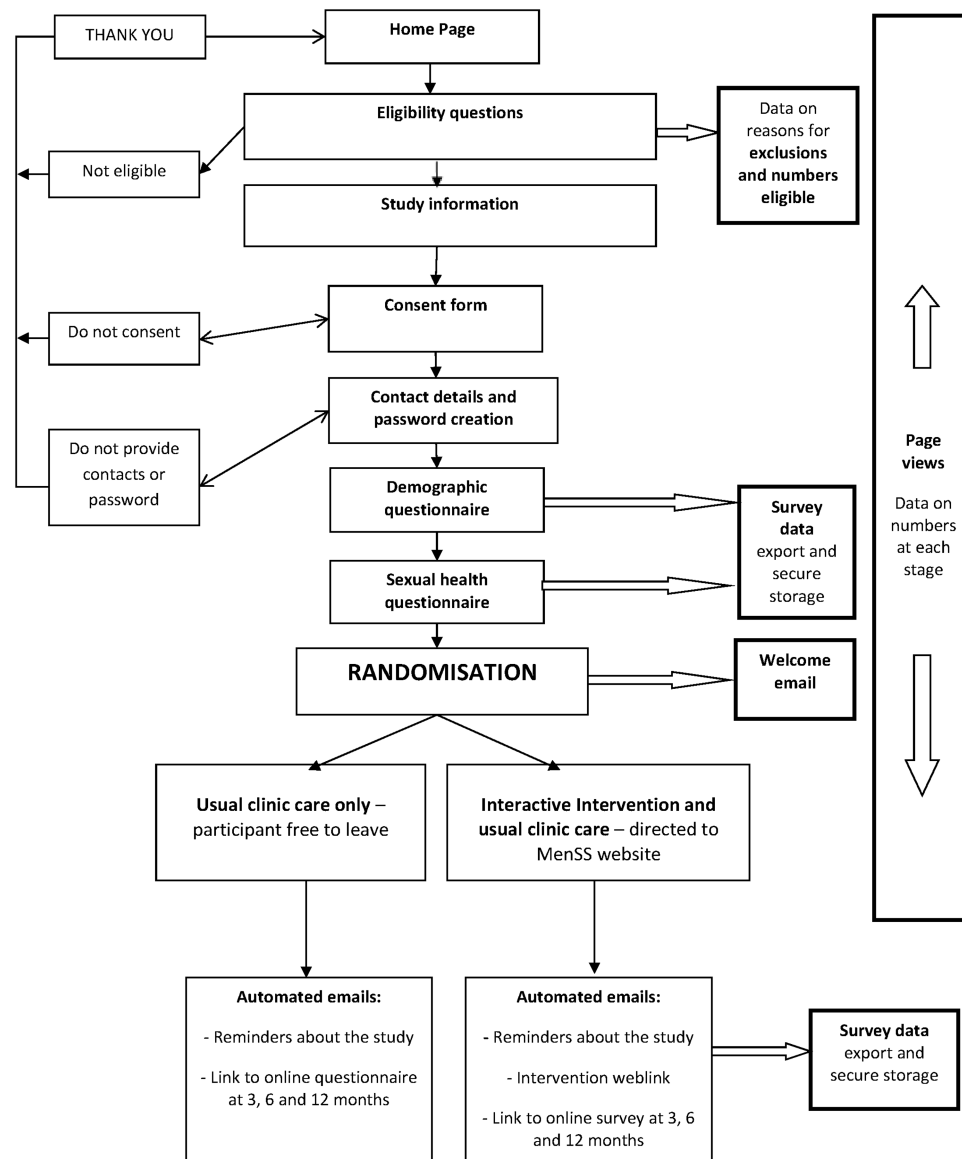 THANK YOU
Home Page
Eligibility questions
Data on
reasons for
exclusions
and numbers
eligible
Not eligible
Study information
Consent form
Do not consent
Contact details and
password creation
Do not provide
contacts or
password
Page
views
Data on
numbers
at each
stage
Demographic
questionnaire
Survey
data
export and
secure
storage
Sexual health
questionnaire
RANDOMISATION
Welcome
email
Usual clinic care only –
participant free to leave
Interactive Intervention and
usual clinic care – directed to
MenSS website
Automated emails:
- Reminders about the study
- Link to online questionnaire
at 3, 6 and 12 months
Automated emails:
- Reminders about the study
- Intervention weblink
- Link to online survey at 3, 6
and 12 months
Survey data
export and
secure storage